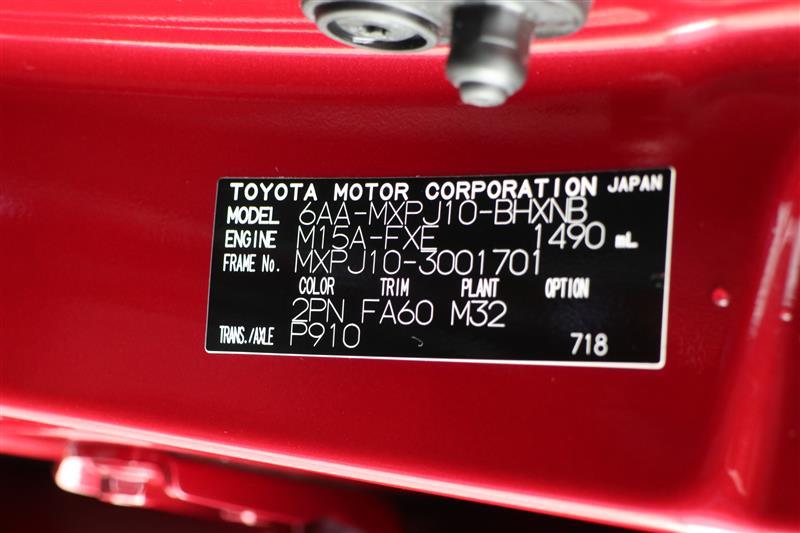 TOYOTA MOTOR CORPORATION JAPAN
MODEL 6AA-MXPJ10-BHXNB
ENGINE M15A-FXE 1490 mL
FRAME No. MXPJ10-3001701
COLOR TRIM PLANT OPTION
2PN FA60 M32
TRANS./AXLE P910 718